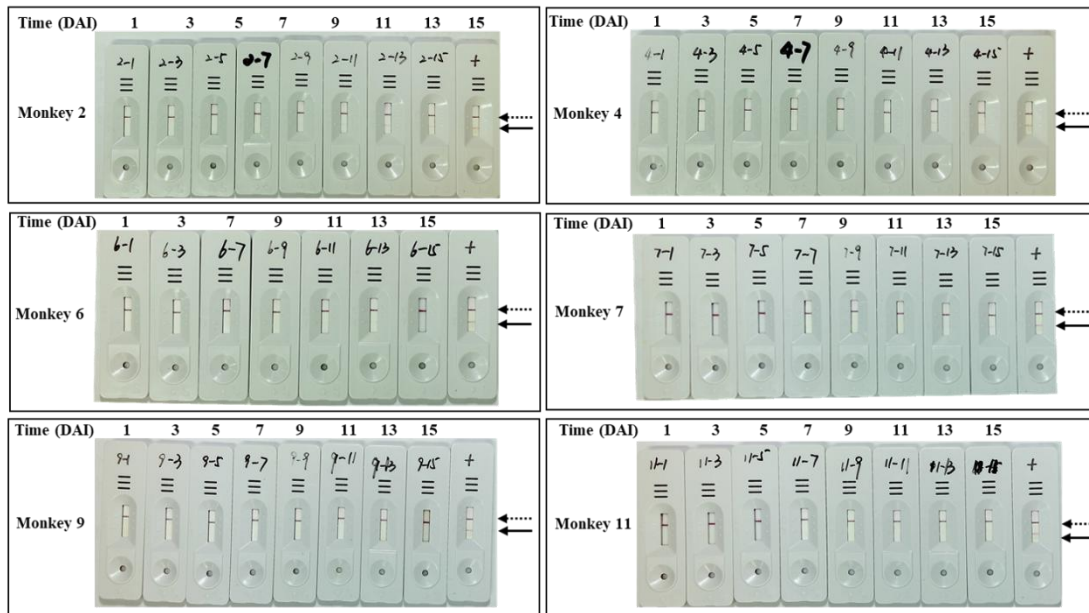 Time (DAI) 1 3 5 7 9 11 13 15
2-1 2-3 2-5 2-7 2-9 2-11 2-13 2-15 +
Monkey 2
Time (DAI) 1 3 5 7 9 11 13 15
4-1 4-3 4-5 4-7 4-9 4-11 4-13 4-15 +
Monkey 4
Time (DAI) 1 3 7 9 11 13 15
6-1 6-3 6-7 6-9 6-11 6-13 6-15 +
Monkey 6
Time (DAI) 1 3 5 7 9 11 13 15
7-1 7-3 7-5 7-7 7-9 7-11 7-13 7-15 +
Monkey 7
Time (DAI) 1 3 5 7 9 11 13 15
9-1 9-3 9-5 9-7 9-9 9-11 9-13 9-15 +
Monkey 9
Time (DAI) 1 3 5 7 9 11 13 15
11-1 11-3 11-5 11-7 11-9 11-11 11-13 11-15 +
Monkey 11